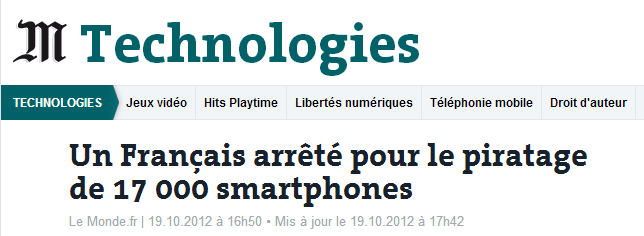 M Technologies
TECHNOLOGIES Jeux vidéo Hits Playtime Libertés numériques Téléphonie mobile Droit d'auteur
Un Français arrêté pour le piratage
de 17 000 smartphones
Le Monde.fr | 19.10.2012 à 16h50 • Mis à jour le 19.10.2012 à 17h42